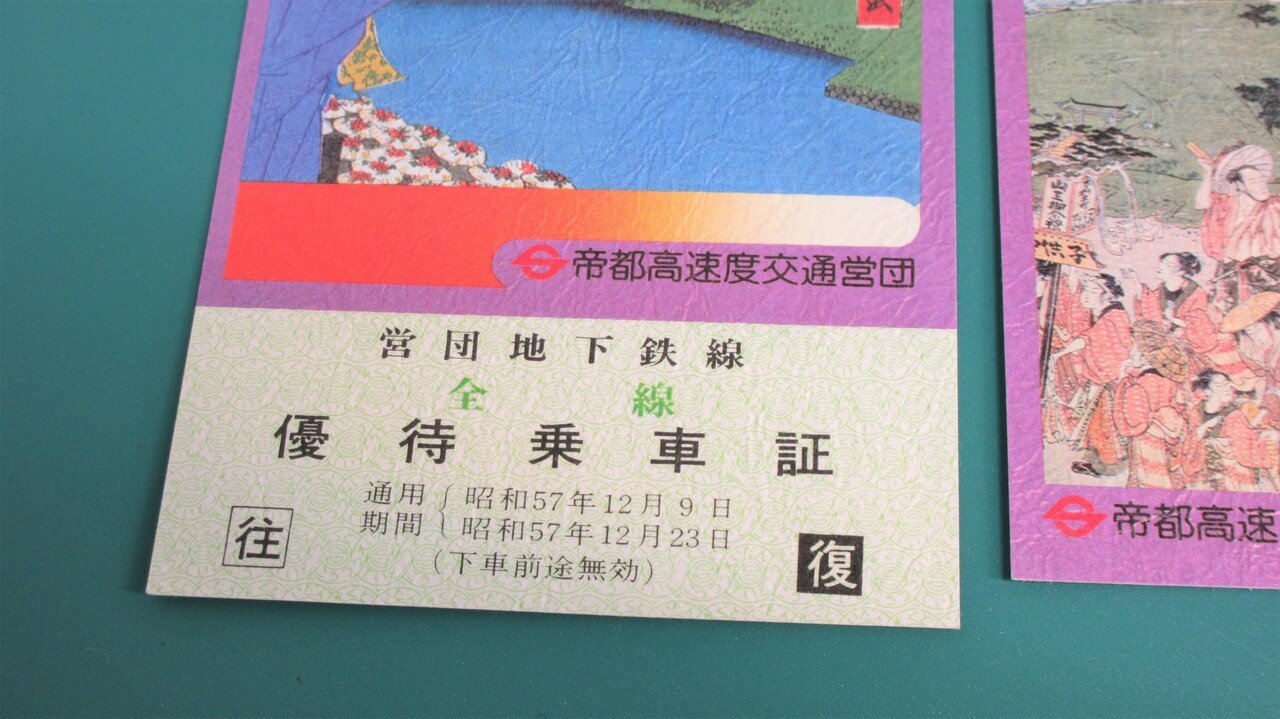 帝都高速度交通営団
営団地下鉄線
全線
優待乗車証
通用 昭和57年12月9日
期間 昭和57年12月23日
(下車前途無効)
往
復
供子
帝都高速